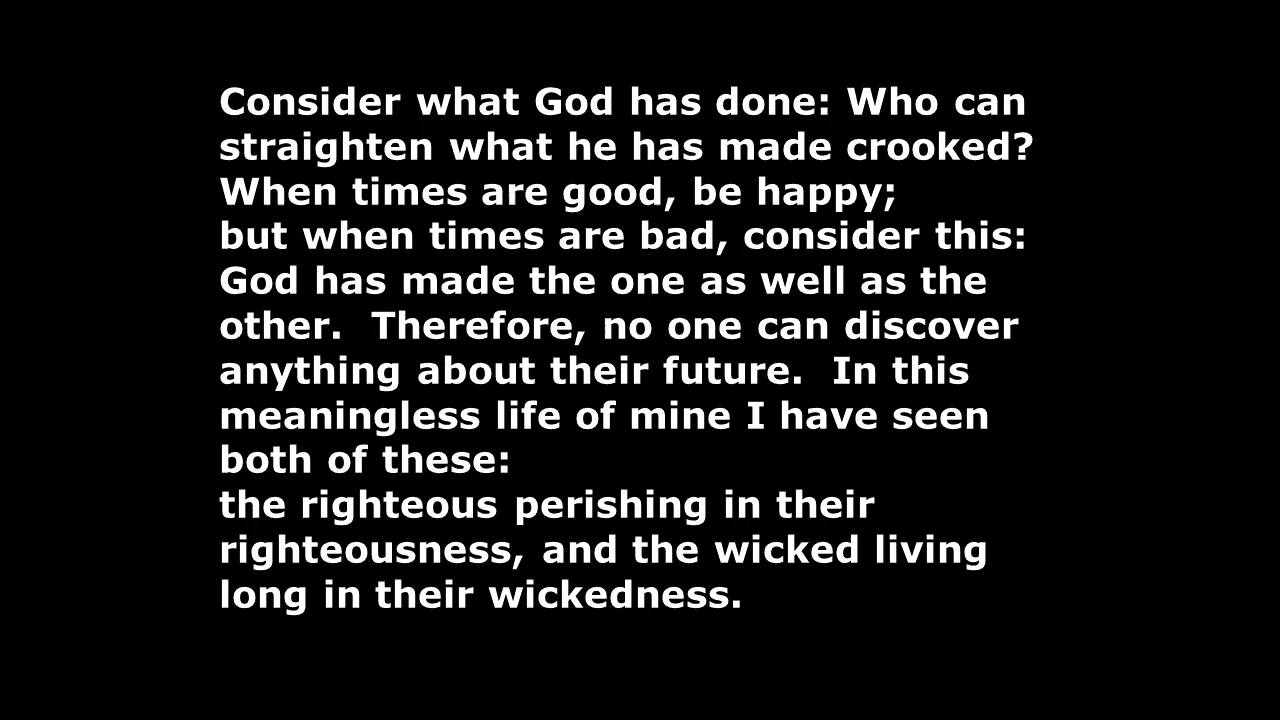 Consider what God has done: Who can
straighten what he has made crooked?
When times are good, be happy;
but when times are bad, consider this:
God has made the one as well as the
other.  Therefore, no one can discover
anything about their future.  In this
meaningless life of mine I have seen
both of these:
the righteous perishing in their
righteousness, and the wicked living
long in their wickedness.